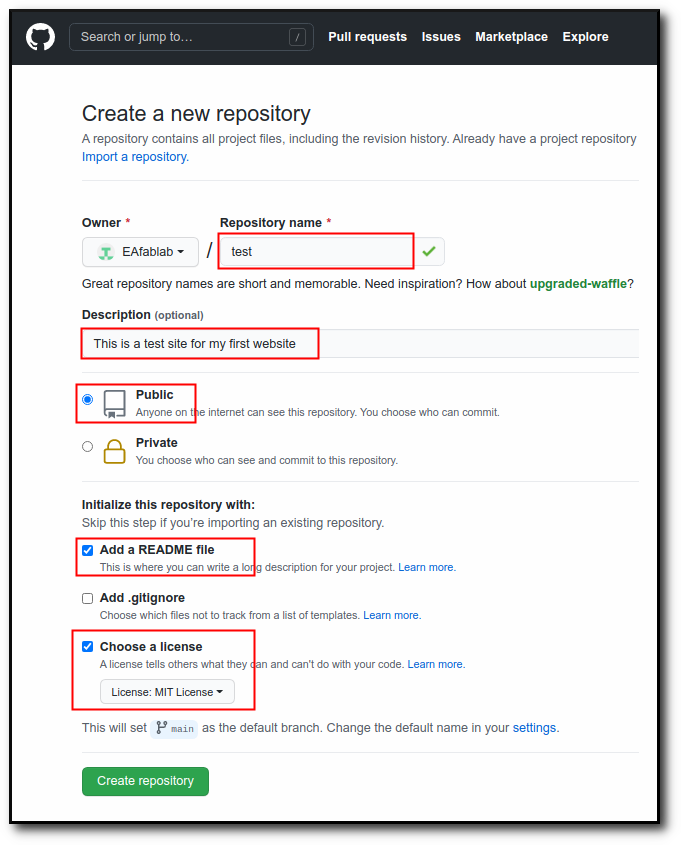 Search or jump to… / Pull requests Issues Marketplace Explore
Create a new repository
A repository contains all project files, including the revision history. Already have a project repository
Import a repository.
Owner * Repository name *
EAfablab / test
Great repository names are short and memorable. Need inspiration? How about upgraded-waffle?
Description (optional)
This is a test site for my first website
Public
Anyone on the internet can see this repository. You choose who can commit.
Private
You choose who can see and commit to this repository.
Initialize this repository with:
Skip this step if you're importing an existing repository.
Add a README file
This is where you can write a long description for your project. Learn more.
Add .gitignore
Choose which files not to track from a list of templates. Learn more.
Choose a license
A license tells others what they can and can't do with your code. Learn more.
License: MIT License
This will set main as the default branch. Change the default name in your settings.
Create repository